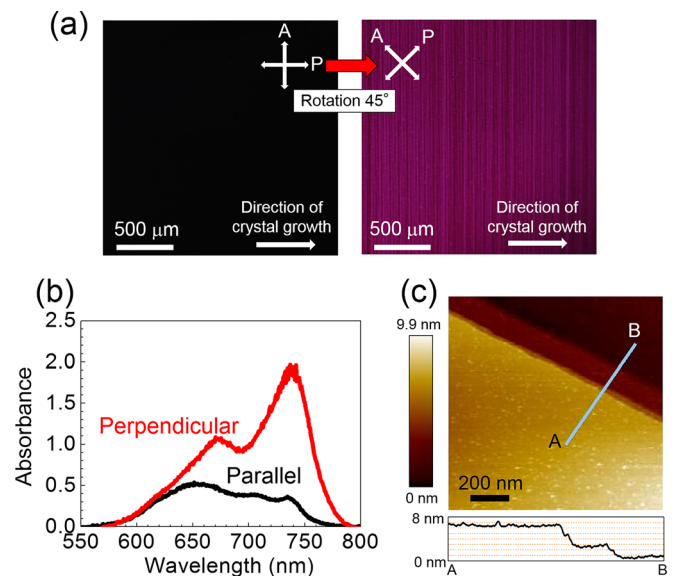 (a)
A
P
Rotation 45°
A
P
500 μm
Direction of
crystal growth
500 μm
Direction of
crystal growth
(b)
2.5
2.0
1.5
1.0
0.5
0.0
Absorbance
Perpendicular
Parallel
550 600 650 700 750 800
Wavelength (nm)
(c)
9.9 nm
0 nm
B
A
200 nm
8 nm
0 nm
A B